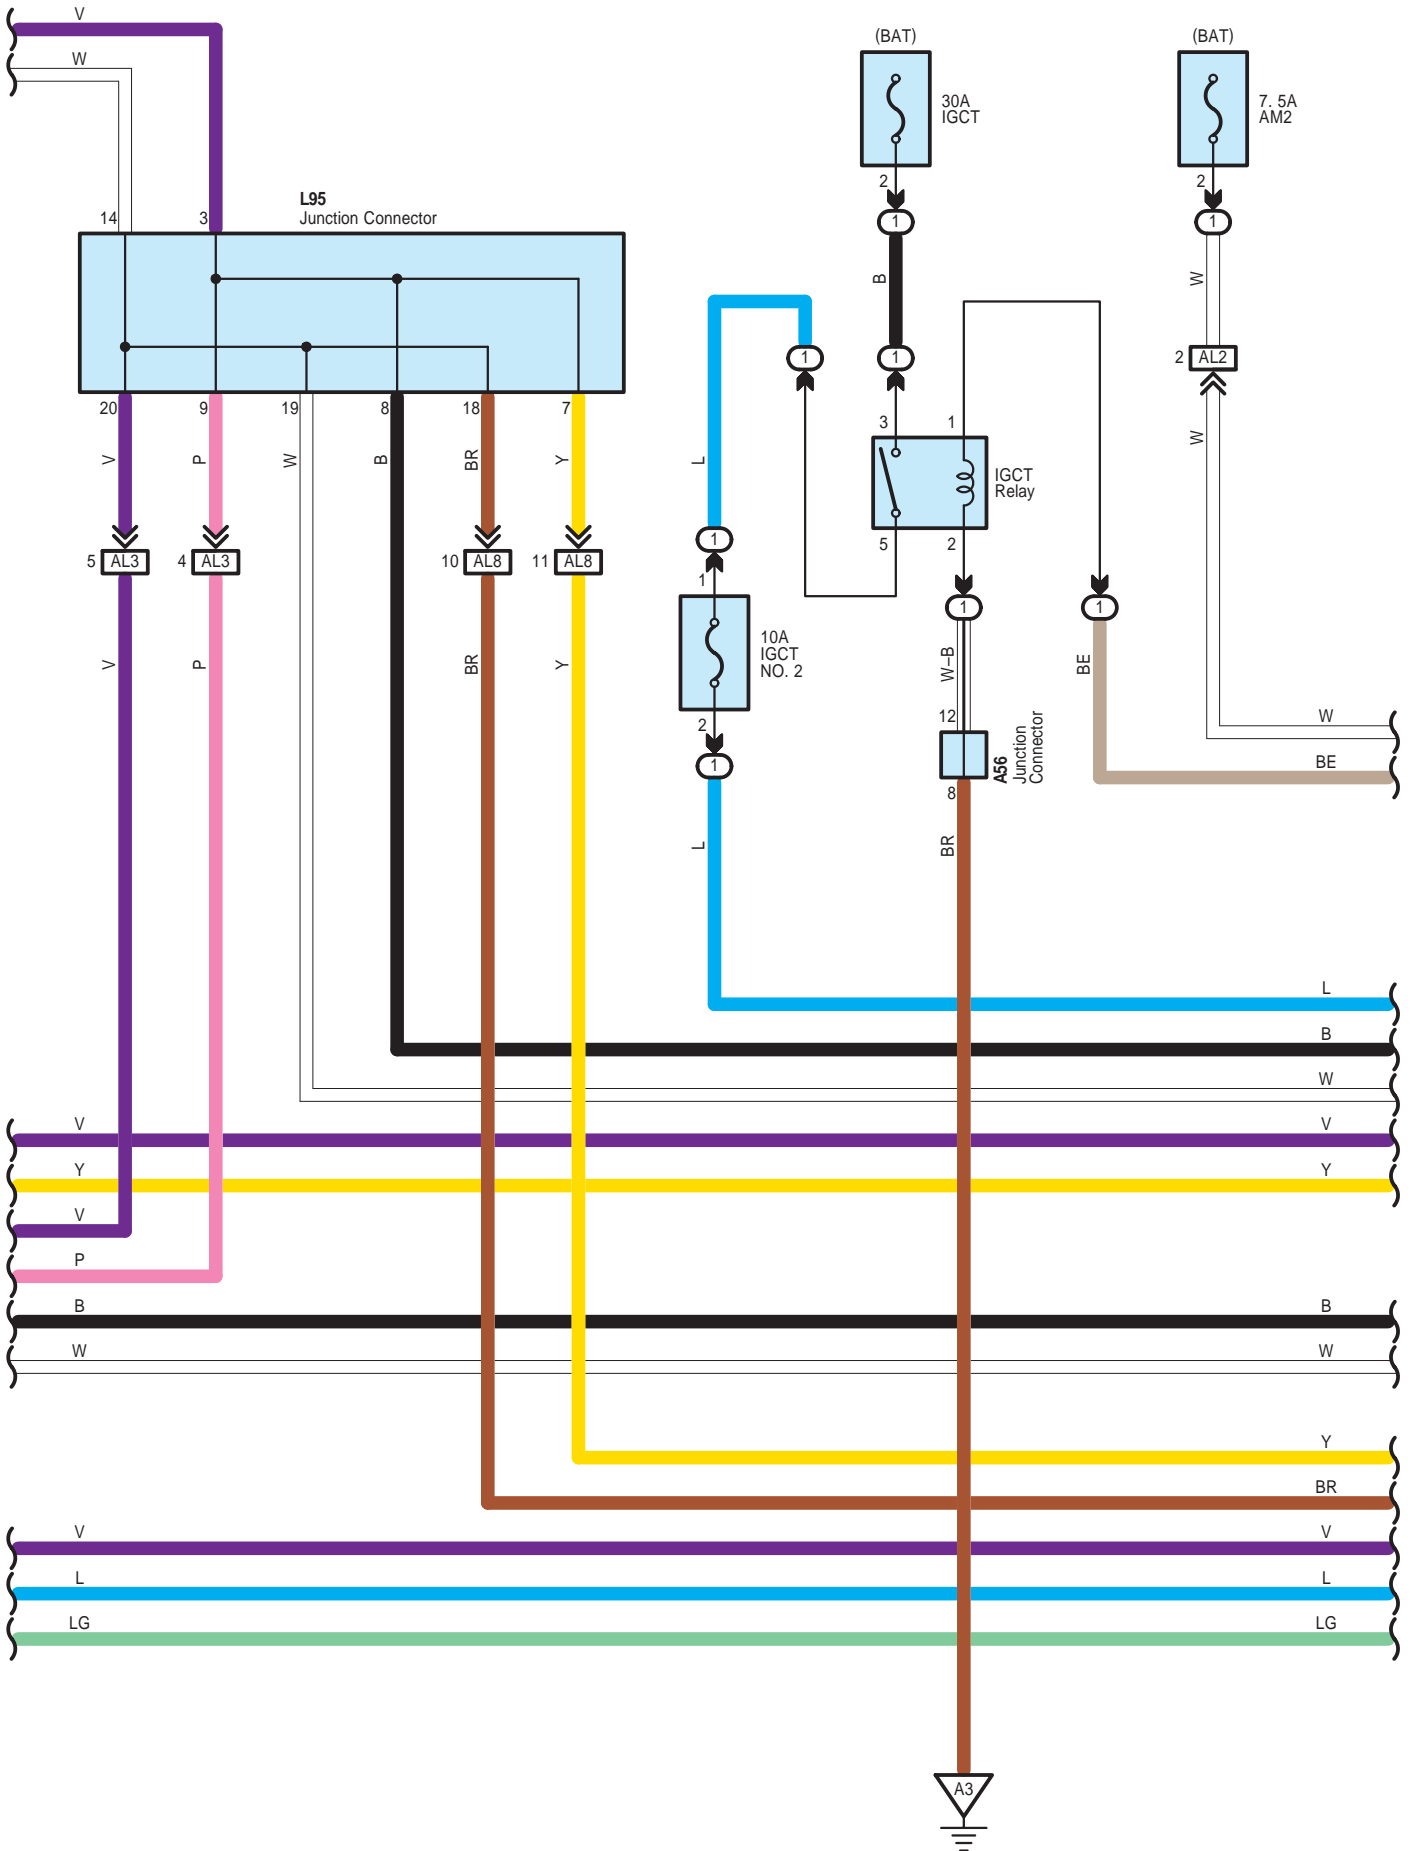 V
W
(BAT)
(BAT)
30A
IGCT
7. 5A
AM2
2
2
1
1
L95
Junction Connector
14
3
B
W
1
1
2
AL2
20
9
19
8
18
7
3
1
V
P
W
B
BR
Y
L
W
IGCT
Relay
5
AL3
4
AL3
10
AL8
11
AL8
1
5
2
1
1
1
V
P
BR
Y
10A
IGCT
NO. 2
W–B
BE
2
1
12
A56
Junction
Connector
8
W
BE
L
BR
L
B
W
V
V
Y
Y
V
P
B
B
W
W
Y
BR
V
V
L
L
LG
LG
A3